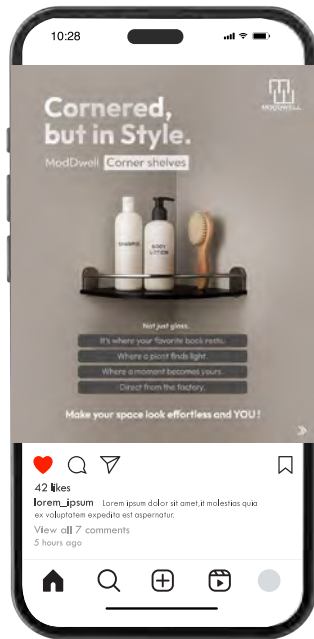 10:28
MODDWELL
Cornered,
but in Style.
ModDwell Corner shelves
SHAMPOO
BODY
LOTION
Not just glass.
It's where your favorite book rests.
Where a plant finds light.
Where a moment becomes yours.
Direct from the factory.
Make your space look effortless and YOU !
42 likes
lorem_ipsum Lorem ipsum dolor sit amet,it molestias quia
ex voluptatem expedita est aspernatur.
View all 7 comments
5 hours ago